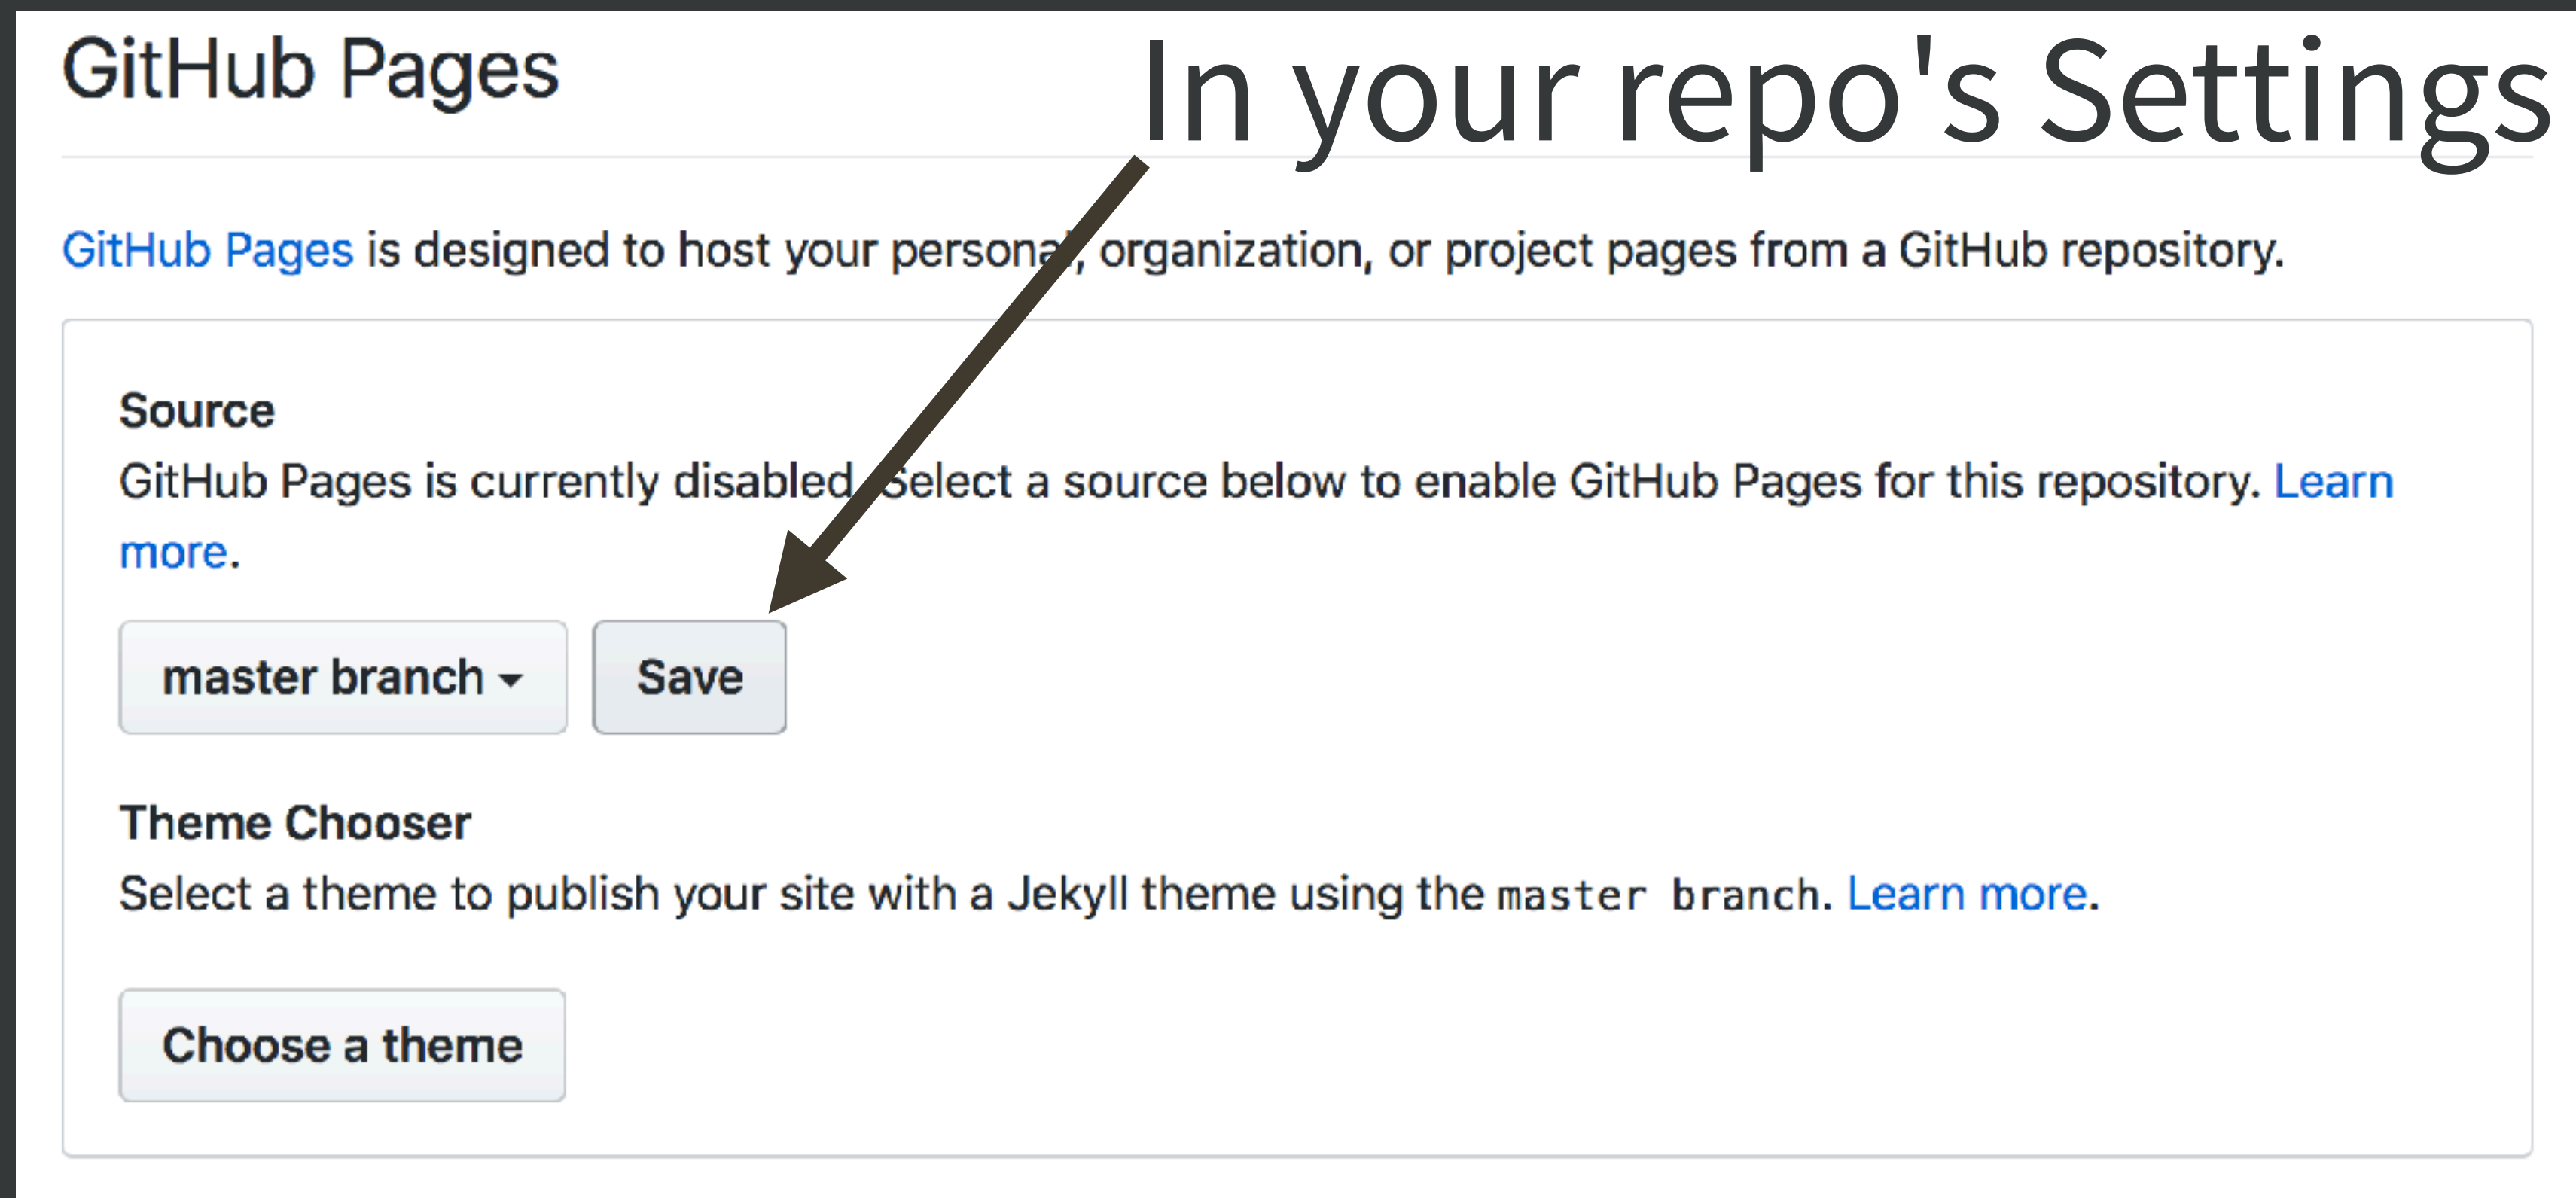 GitHub Pages
In your repo's Settings
GitHub Pages is designed to host your personal, organization, or project pages from a GitHub repository.
Source
GitHub Pages is currently disabled. Select a source below to enable GitHub Pages for this repository. Learn
more.
master branch
Save
Theme Chooser
Select a theme to publish your site with a Jekyll theme using the master branch. Learn more.
Choose a theme